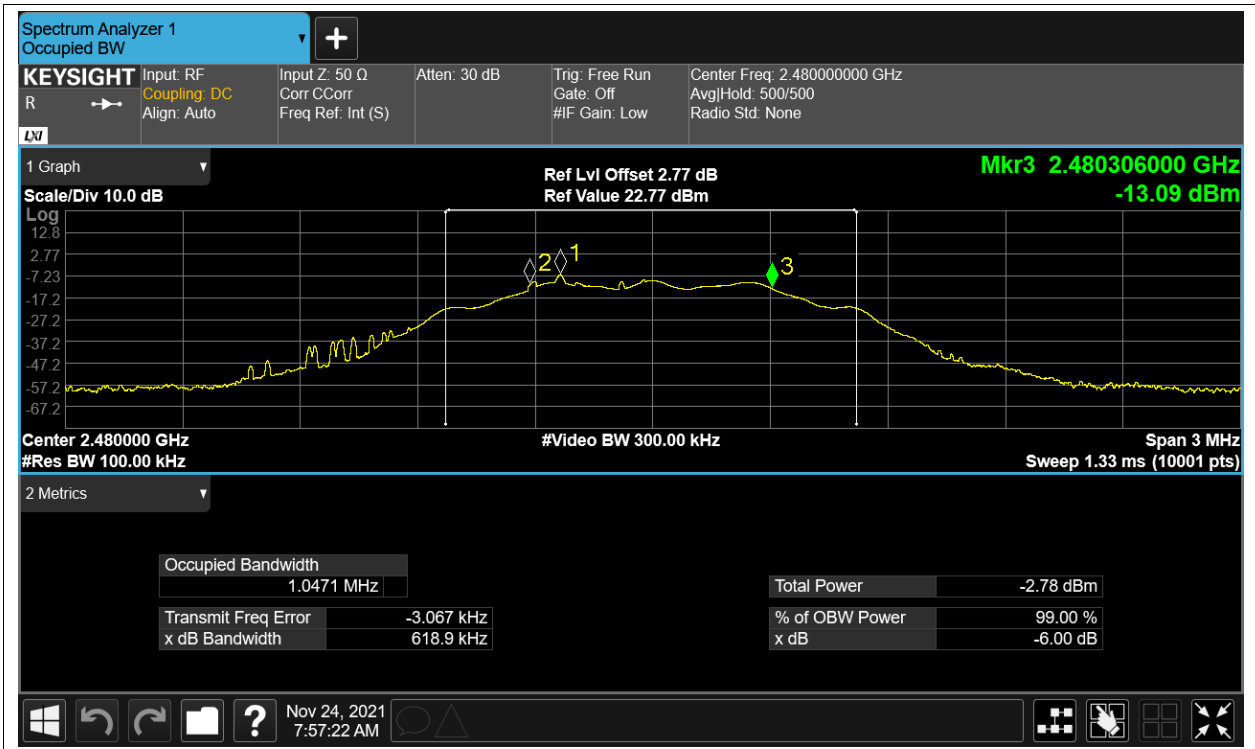 Spectrum Analyzer 1
Occupied BW
KEYSIGHT
R
LXI
Input: RF
Coupling: DC
Align: Auto
Input Z: 50 Ω
Corr CCorr
Freq Ref: Int (S)
Atten: 30 dB
Trig: Free Run
Gate: Off
#IF Gain: Low
Center Freq: 2.480000000 GHz
Avg|Hold: 500/500
Radio Std: None
1 Graph
Scale/Div 10.0 dB
Ref Lvl Offset 2.77 dB
Ref Value 22.77 dBm
Mkr3 2.480306000 GHz
-13.09 dBm
Log
12.8
2.77
-7.23
-17.2
-27.2
-37.2
-47.2
-57.2
-67.2
2
1
3
Center 2.480000 GHz
#Res BW 100.00 kHz
#Video BW 300.00 kHz
Span 3 MHz
Sweep 1.33 ms (10001 pts)
2 Metrics
Occupied Bandwidth
1.0471 MHz
Transmit Freq Error -3.067 kHz
x dB Bandwidth 618.9 kHz
Total Power -2.78 dBm
% of OBW Power 99.00 %
x dB -6.00 dB
?
Nov 24, 2021
7:57:22 AM